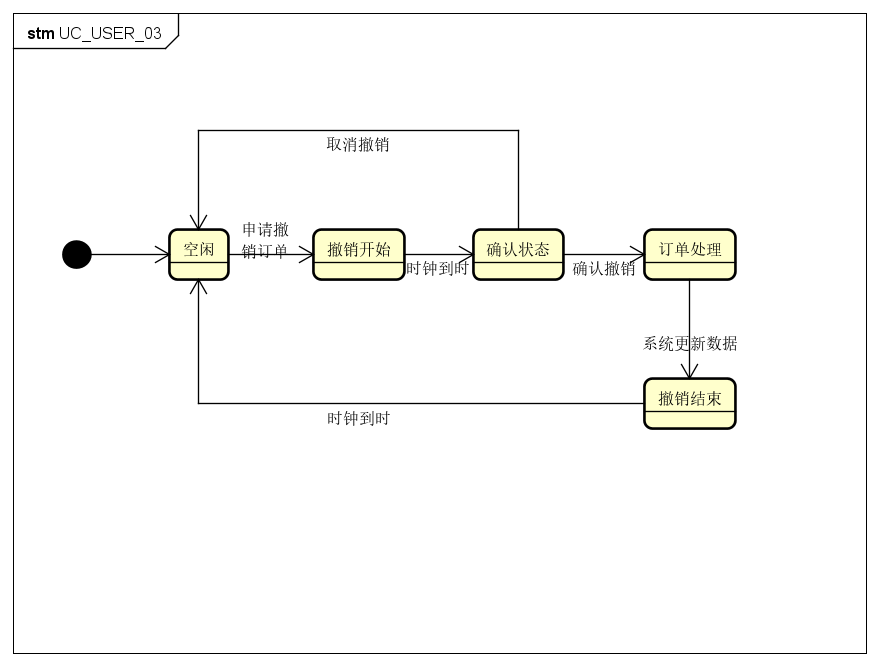 stm UC_USER_03
取消撤销
申请撤
销订单
空闲
撤销开始
确认状态
订单处理
时钟到时
确认撤销
系统更新数据
撤销结束
时钟到时